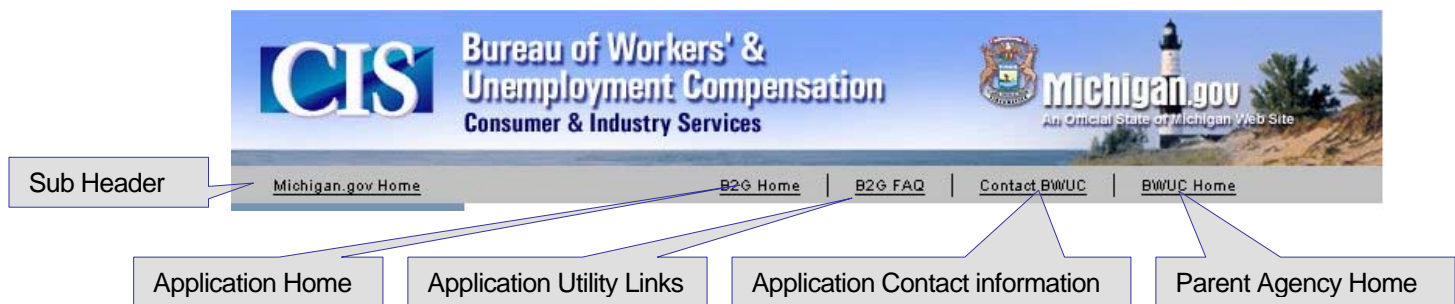 CIS
Bureau of Workers' &
Unemployment Compensation
Consumer & Industry Services
Michigan.gov
An Official State of Michigan Web Site
Sub Header
Michigan.gov Home
B2G Home | B2G FAQ | Contact BWUC | BWUC Home
Application Home
Application Utility Links
Application Contact information
Parent Agency Home